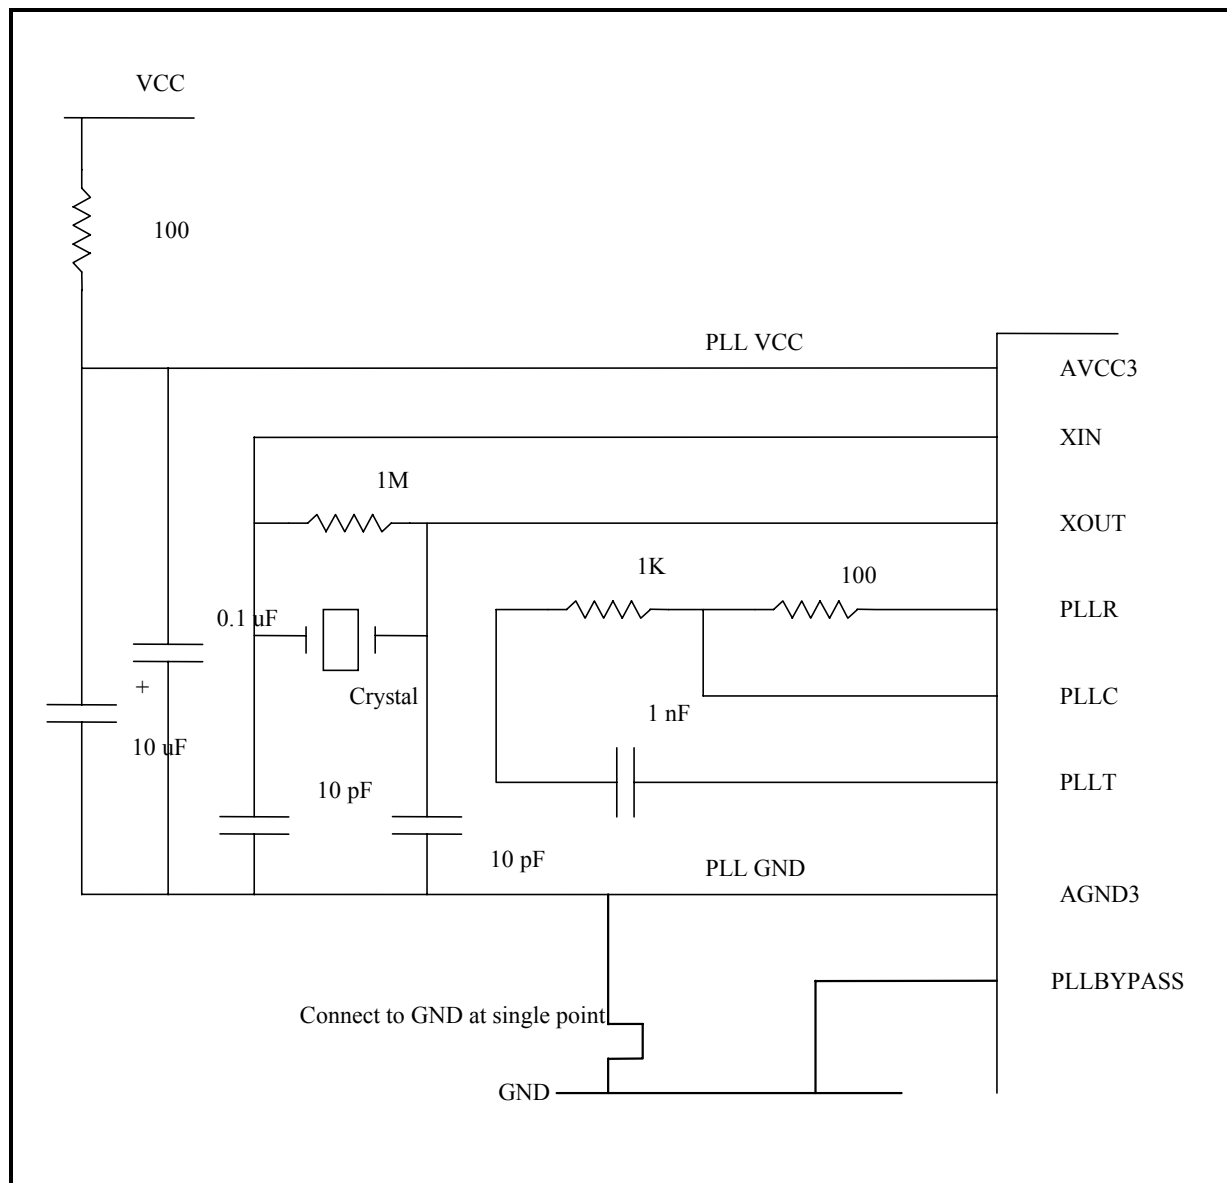 VCC
100
PLL VCC
AVCC3
XIN
1M
XOUT
1K
100
PLLR
0.1 uF
+
Crystal
PLLC
1 nF
10 uF
10 pF
PLLT
10 pF
PLL GND
AGND3
PLLBYPASS
Connect to GND at single point
GND